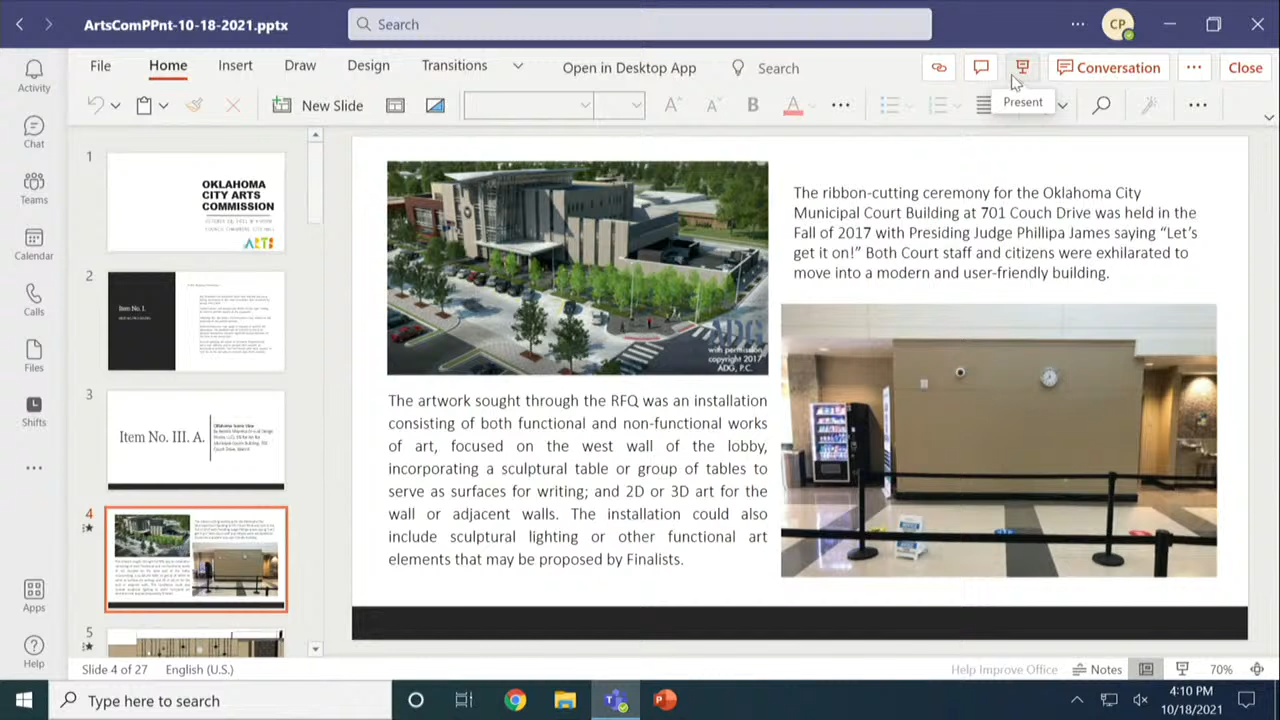 ArtsComPPnt-10-18-2021.pptx
Search
CP
File
Home
Insert
Draw
Design
Transitions
Open in Desktop App
Search
Conversation
Close
New Slide
B
A
Present
Activity
Chat
Teams
Calendar
Calls
Files
Shifts
Apps
Help
1
OKLAHOMA
CITY ARTS
COMMISSION
ARTS
2
Item No. I.
3
Item No. III. A.
4
5
ADG
with permission
copyright 2017
ADG, P.C.
The ribbon-cutting ceremony for the Oklahoma City
Municipal Court Building at 701 Couch Drive was held in the
Fall of 2017 with Presiding Judge Phillipa James saying “Let’s
get it on!” Both Court staff and citizens were exhilarated to
move into a modern and user-friendly building.
The artwork sought through the RFQ was an installation
consisting of both functional and non-functional works
of art, focused on the west wall of the lobby,
incorporating a sculptural table or group of tables to
serve as surfaces for writing; and 2D or 3D art for the
wall or adjacent walls. The installation could also
include sculptural lighting or other functional art
elements that may be proposed by Finalists.
Slide 4 of 27
English (U.S.)
Help Improve Office
Notes
70%
Type here to search
4:10 PM
10/18/2021